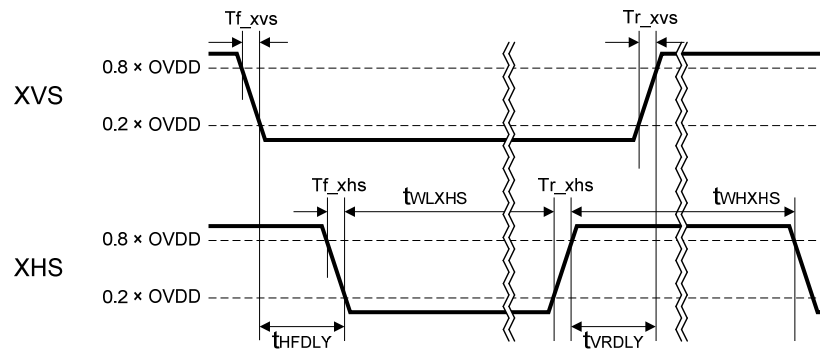 Tf_xvs
Tr_xvs
XVS
0.8 × OVDD
0.2 × OVDD
Tf_xhs
tWLXHS
Tr_xhs
tWHXHS
XHS
0.8 × OVDD
0.2 × OVDD
tHFDLY
tVRDLY